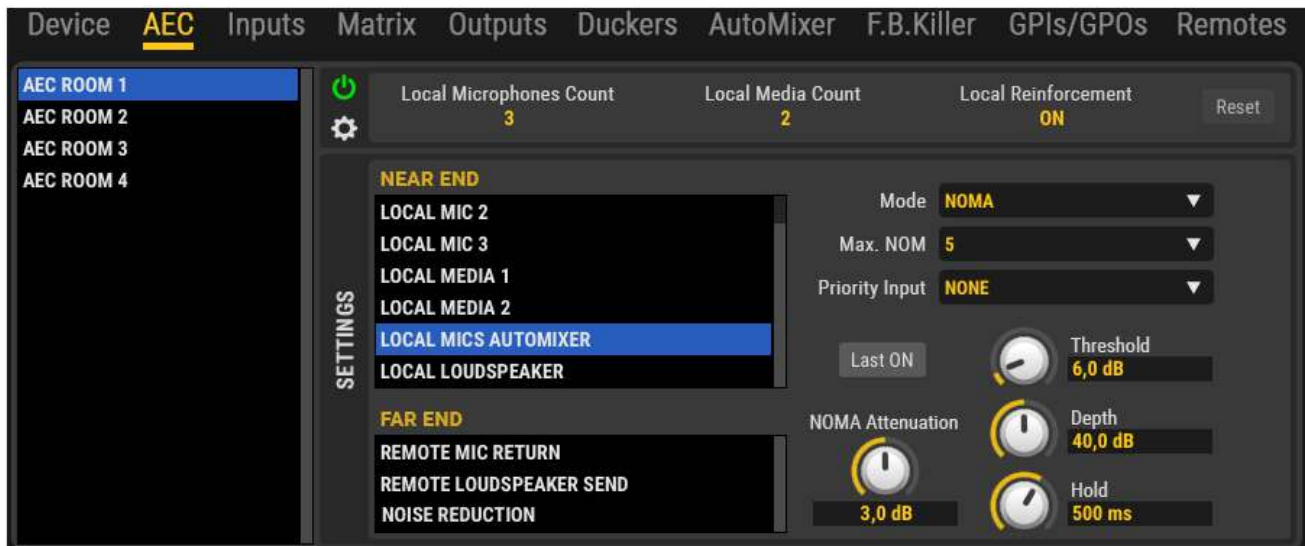 Device AEC Inputs Matrix Outputs Duckers AutoMixer F.B.Killer GPIs/GPOs Remotes
AEC ROOM 1
AEC ROOM 2
AEC ROOM 3
AEC ROOM 4
Local Microphones Count
3
Local Media Count
2
Local Reinforcement
ON
Reset
SETTINGS
NEAR END
LOCAL MIC 2
LOCAL MIC 3
LOCAL MEDIA 1
LOCAL MEDIA 2
LOCAL MICS AUTOMIXER
LOCAL LOUDSPEAKER
FAR END
REMOTE MIC RETURN
REMOTE LOUDSPEAKER SEND
NOISE REDUCTION
Mode NOMA
Max. NOM 5
Priority Input NONE
Last ON
Threshold
6,0 dB
NOMA Attenuation
3,0 dB
Depth
40,0 dB
Hold
500 ms